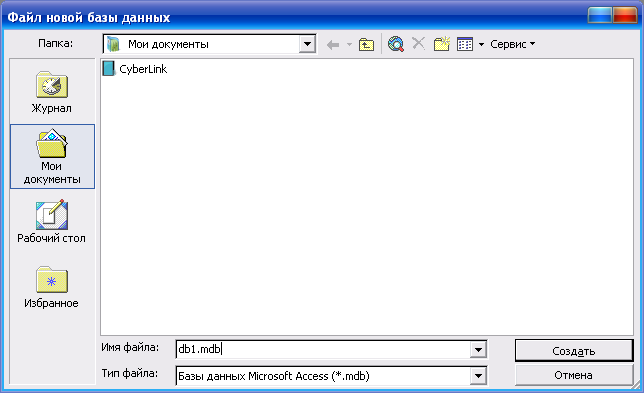 Файл новой базы данных
Папка: Мои документы Сервис
CyberLink
Журнал
Мои
документы
Рабочий стол
Избранное
Имя файла: db1.mdb Создать
Тип файла: Базы данных Microsoft Access (*.mdb) Отмена